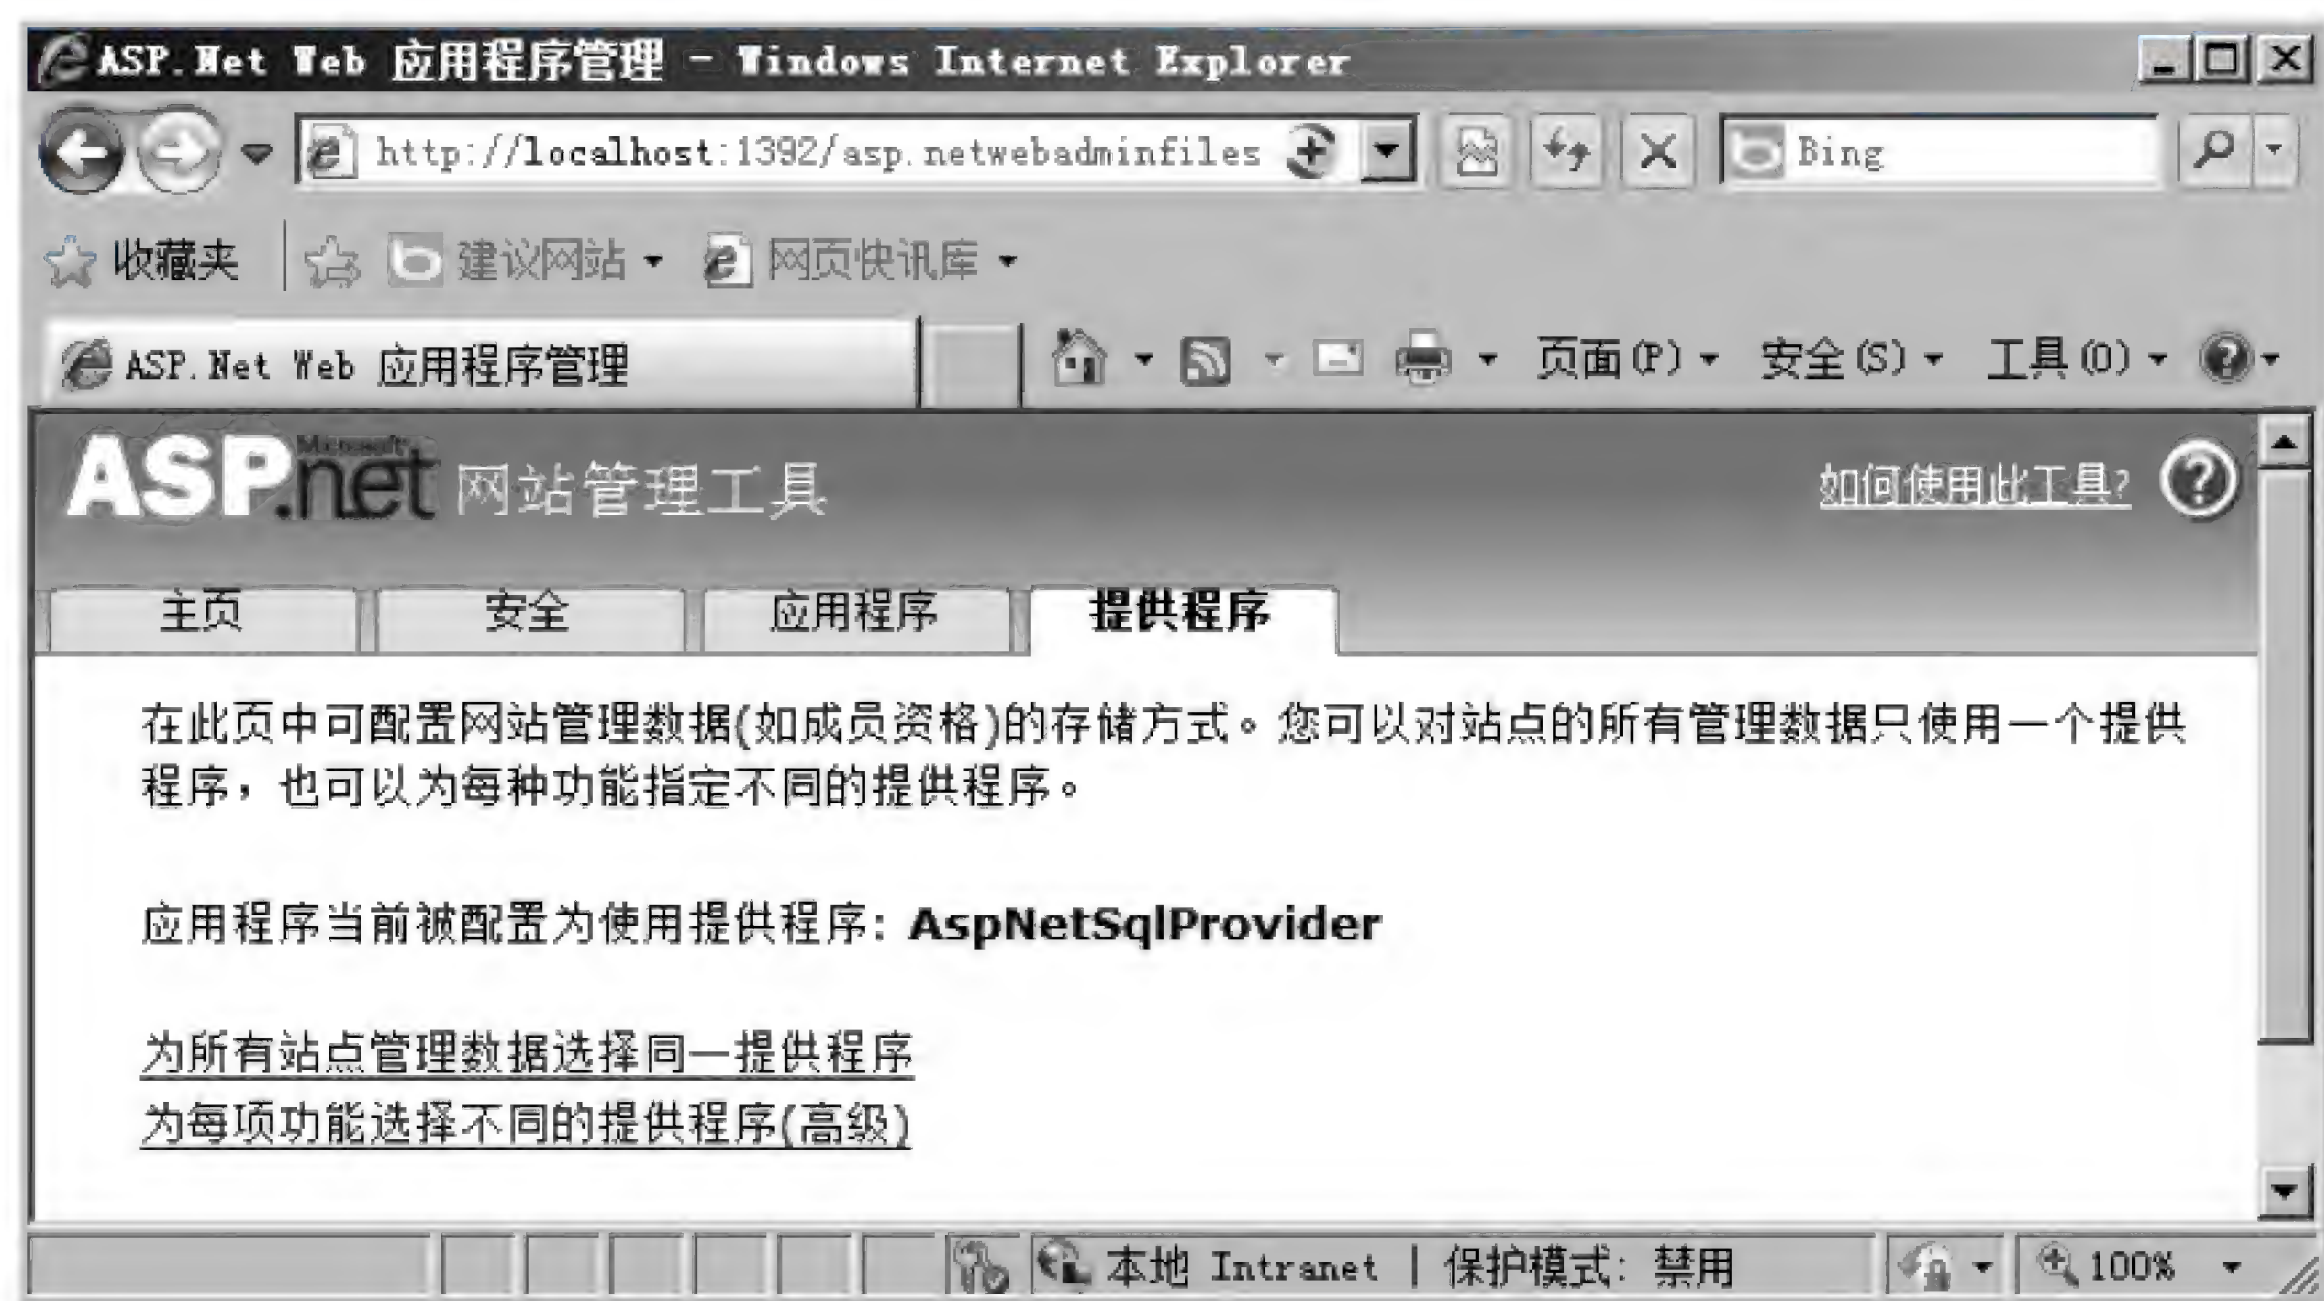 ASP.Net Web 应用程序管理 - Windows Internet Explorer
http://localhost:1392/asp.netwebadminfiles
Bing
收藏夹 建议网站 网页快讯库
ASP.Net Web 应用程序管理 页面(P) 安全(S) 工具(O)
Microsoft
ASP.net 网站管理工具 如何使用此工具?
主页 安全 应用程序 提供程序
在此页中可配置网站管理数据(如成员资格)的存储方式。您可以对站点的所有管理数据只使用一个提供
程序，也可以为每种功能指定不同的提供程序。
应用程序当前被配置为使用提供程序: AspNetSqlProvider
为所有站点管理数据选择同一提供程序
为每项功能选择不同的提供程序(高级)
本地 Intranet | 保护模式: 禁用 100%